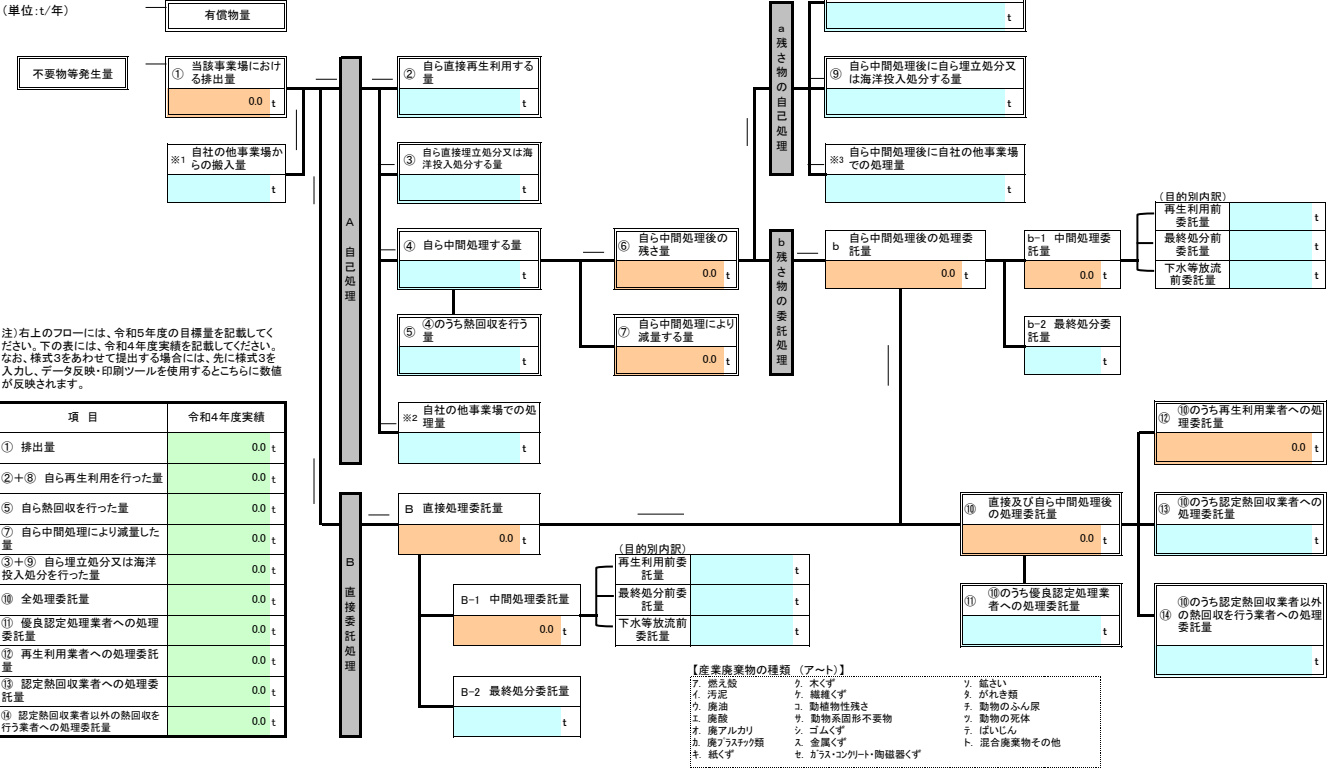 (単位:t/年)
有償物量
不要物等発生量
① 当該事業場におけ
る排出量
0.0 t
※1 自社の他事業場か
らの搬入量
t
A 自己処理
② 自ら直接再生利用する
量
t
③ 自ら直接埋立処分又は海
洋投入処分する量
t
④ 自ら中間処理する量
t
⑤ ④のうち熱回収を行う
量
t
※2 自社の他事業場での処
理量
t
⑥ 自ら中間処理後の
残さ量
0.0 t
⑦ 自ら中間処理により
減量する量
0.0 t
a 残さ物の自己処理
t
⑨ 自ら中間処理後に自ら埋立処分又
は海洋投入処分する量
t
※3 自ら中間処理後に自社の他事業場
での処理量
t
b 残さ物の委託処理
b 自ら中間処理後の処理委
託量
0.0 t
b-1 中間処理委
託量
0.0 t
(目的別内訳)
再生利用前
委託量
t
最終処分前
委託量
t
下水等放流
前委託量
t
b-2 最終処分委
託量
t
注)右上のフローには、令和5年度の目標量を記載してく
ださい。下の表には、令和4年度実績を記載してください。
なお、様式3をあわせて提出する場合には、先に様式3を
入力し、データ反映・印刷ツールを使用するとこちらに数値
が反映されます。
項 目 令和4年度実績
① 排出量 0.0 t
②+⑧ 自ら再生利用を行った量 0.0 t
⑤ 自ら熱回収を行った量 0.0 t
⑦ 自ら中間処理により減量した
量 0.0 t
③+⑨ 自ら埋立処分又は海洋
投入処分を行った量 0.0 t
⑩ 全処理委託量 0.0 t
⑪ 優良認定処理業者への処理
委託量 0.0 t
⑫ 再生利用業者への処理委託
量 0.0 t
⑬ 認定熱回収業者への処理委
託量 0.0 t
⑭ 認定熱回収業者以外の熱回収を
行う業者への処理委託量 0.0 t
B 直接委託処理
B 直接処理委託量
0.0 t
B-1 中間処理委託量
0.0 t
(目的別内訳)
再生利用前委
託量
t
最終処分前委
託量
t
下水等放流前
委託量
t
B-2 最終処分委託量
t
⑩ 直接及び自ら中間処理後
の処理委託量
0.0 t
⑪ ⑩のうち優良認定処理業
者への処理委託量
t
⑫ ⑩のうち再生利用業者への処
理委託量
0.0 t
⑬ ⑩のうち認定熱回収業者への
処理委託量
t
⑭ ⑩のうち認定熱回収業者以外
の熱回収を行う業者への処理
委託量
t
【産業廃棄物の種類 (ア~ト)】
ア. 燃え殻 ク. 木くず ソ. 鉱さい
イ. 汚泥 ケ. 繊維くず タ. がれき類
ウ. 廃油 コ. 動植物性残さ チ. 動物のふん尿
エ. 廃酸 サ. 動物系固形不要物 ツ. 動物の死体
オ. 廃アルカリ シ. ゴムくず テ. ばいじん
カ. 廃プラスチック類 ス. 金属くず ト. 混合廃棄物その他
キ. 紙くず セ. ガラス・コンクリート・陶磁器くず